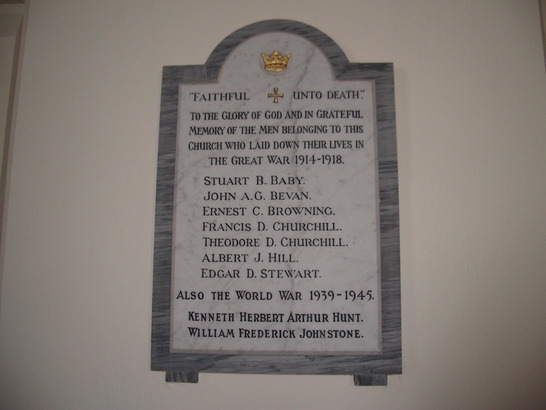 "FAITHFUL UNTO DEATH."
TO THE GLORY OF GOD AND IN GRATEFUL
MEMORY OF THE MEN BELONGING TO THIS
CHURCH WHO LAID DOWN THEIR LIVES IN
THE GREAT WAR 1914-1918.
STUART B. BABY.
JOHN A.G. BEVAN.
ERNEST C. BROWNING.
FRANCIS D. CHURCHILL.
THEODORE D. CHURCHILL.
ALBERT J. HILL.
EDGAR D. STEWART.
ALSO THE WORLD WAR 1939-1945.
KENNETH HERBERT ARTHUR HUNT.
WILLIAM FREDERICK JOHNSTONE.